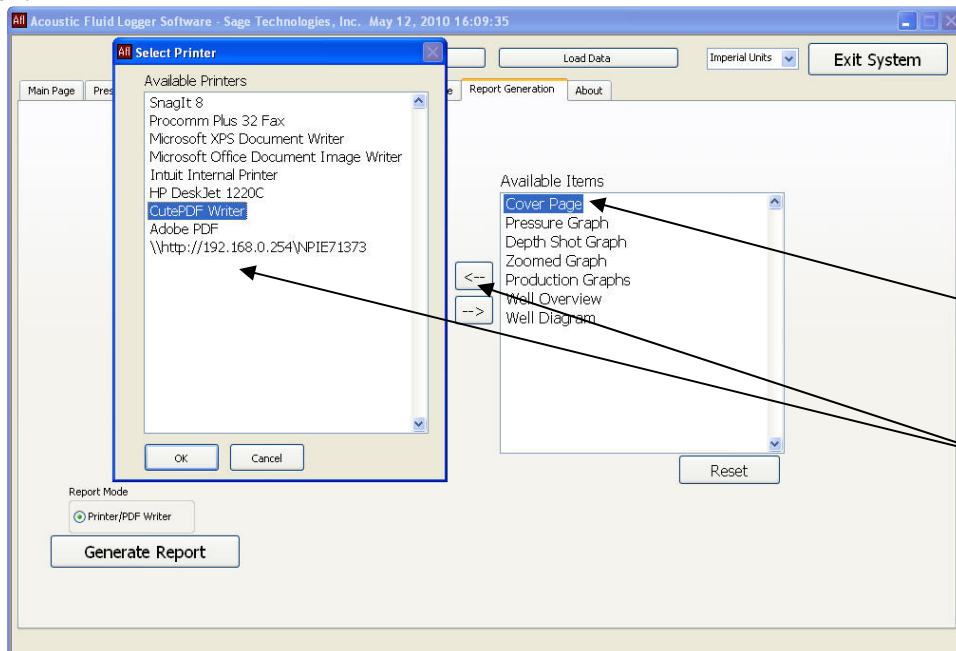 Acoustic Fluid Logger Software - Sage Technologies, Inc. May 12, 2010 16:09:35
Afl Select Printer
Load Data
Imperial Units
Exit System
Main Page
Report Generation
About
Available Printers
SnagIt 8
Procomm Plus 32 Fax
Microsoft XPS Document Writer
Microsoft Office Document Image Writer
Intuit Internal Printer
HP DeskJet 1220C
CutePDF Writer
Adobe PDF
\\http://192.168.0.254\NPIE71373
OK
Cancel
Available Items
Cover Page
Pressure Graph
Depth Shot Graph
Zoomed Graph
Production Graphs
Well Overview
Well Diagram
<--
-->
Reset
Report Mode
Printer/PDF Writer
Generate Report